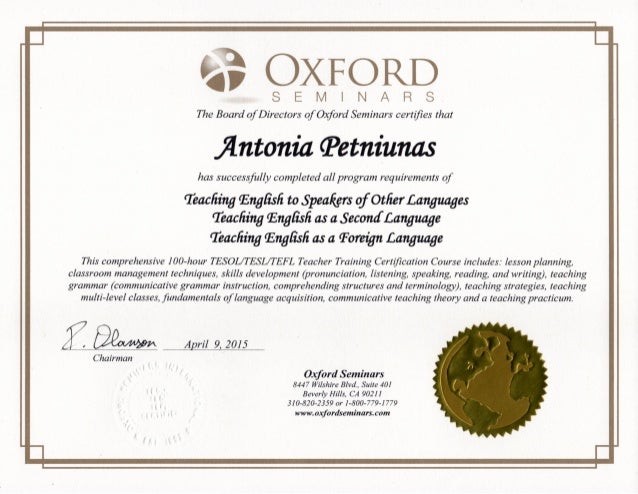 OXFORD
SEMINARS
The Board of Directors of Oxford Seminars certifies that
Antonia Petniunas
has successfully completed all program requirements of
Teaching English to Speakers of Other Languages
Teaching English as a Second Language
Teaching English as a Foreign Language
This comprehensive 100-hour TESOL/TESL/TEFL Teacher Training Certification Course includes: lesson planning,
classroom management techniques, skills development (pronunciation, listening, speaking, reading, and writing), teaching
grammar (communicative grammar instruction, comprehending structures and terminology), teaching strategies, teaching
multi-level classes, fundamentals of language acquisition, communicative teaching theory and a teaching practicum.
April 9, 2015
Chairman
Oxford Seminars
8447 Wilshire Blvd., Suite 401
Beverly Hills, CA 90211
310-820-2359 or 1-800-779-1779
www.oxfordseminars.com